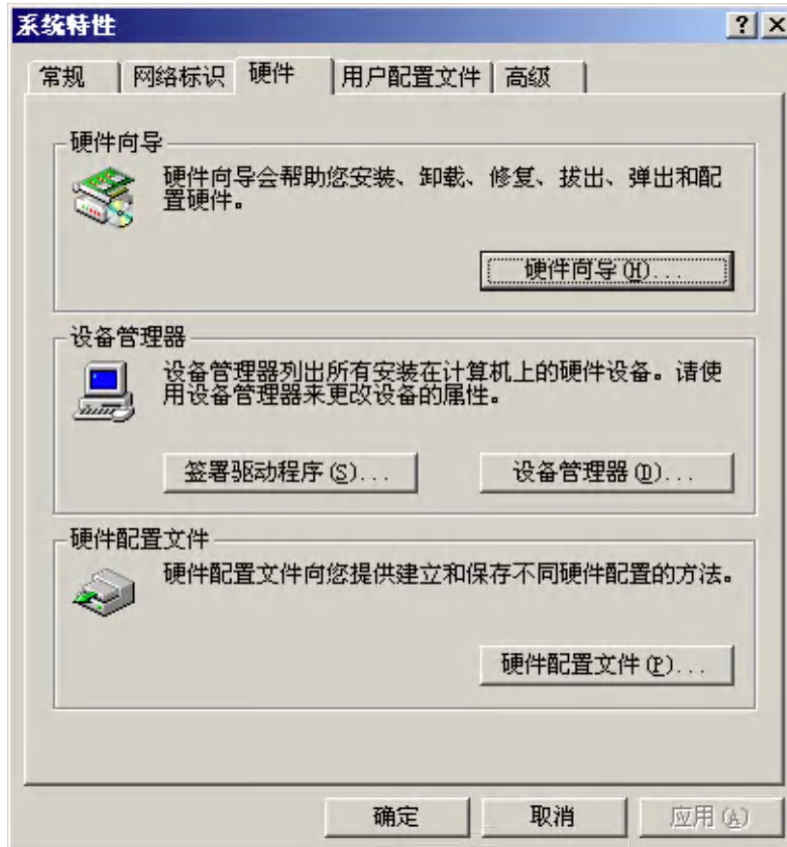 系统特性
常规 网络标识 硬件 用户配置文件 高级
硬件向导
硬件向导会帮助您安装、卸载、修复、拔出、弹出和配
置硬件。
硬件向导(H)...
设备管理器
设备管理器列出所有安装在计算机上的硬件设备。请使
用设备管理器来更改设备的属性。
签署驱动程序(S)... 设备管理器(D)...
硬件配置文件
硬件配置文件向您提供建立和保存不同硬件配置的方法。
硬件配置文件(P)...
确定 取消 应用(A)